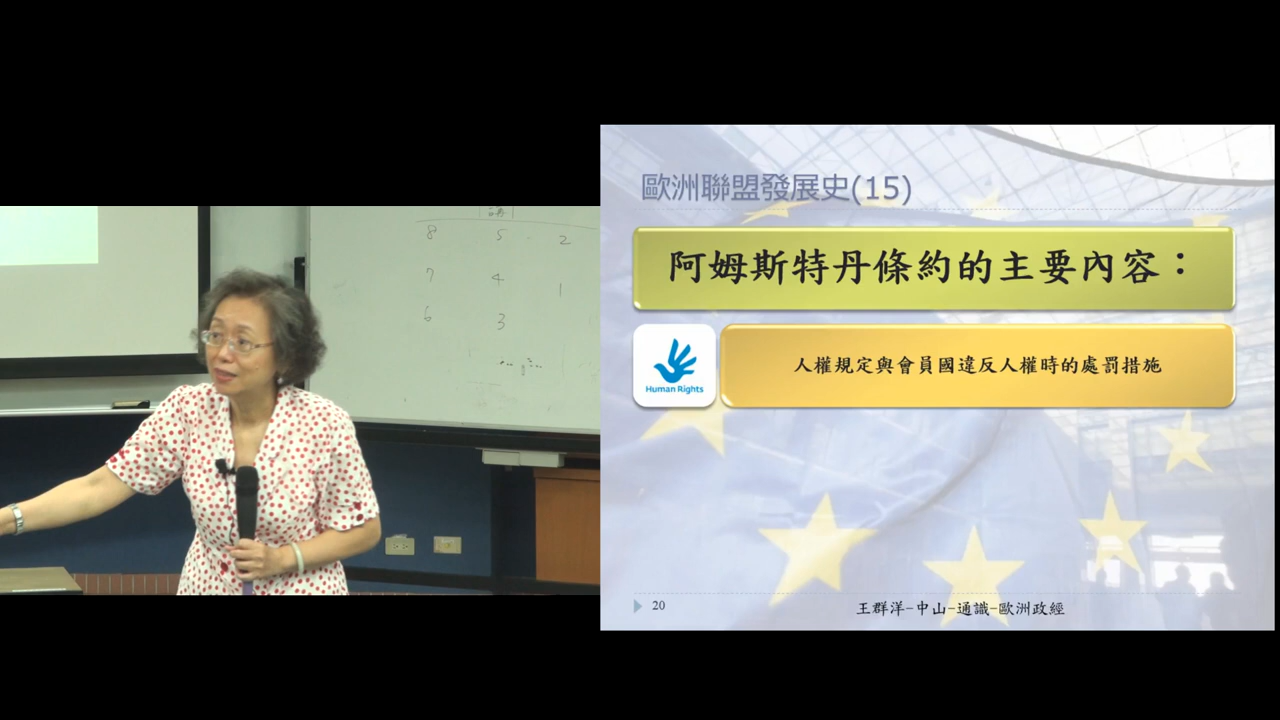 講
8 5 - 2
7 4 1
6 3
歐洲聯盟發展史(15)
阿姆斯特丹條約的主要內容：
Human Rights
人權規定與會員國違反人權時的處罰措施
20
王群洋-中山-通識-歐洲政經